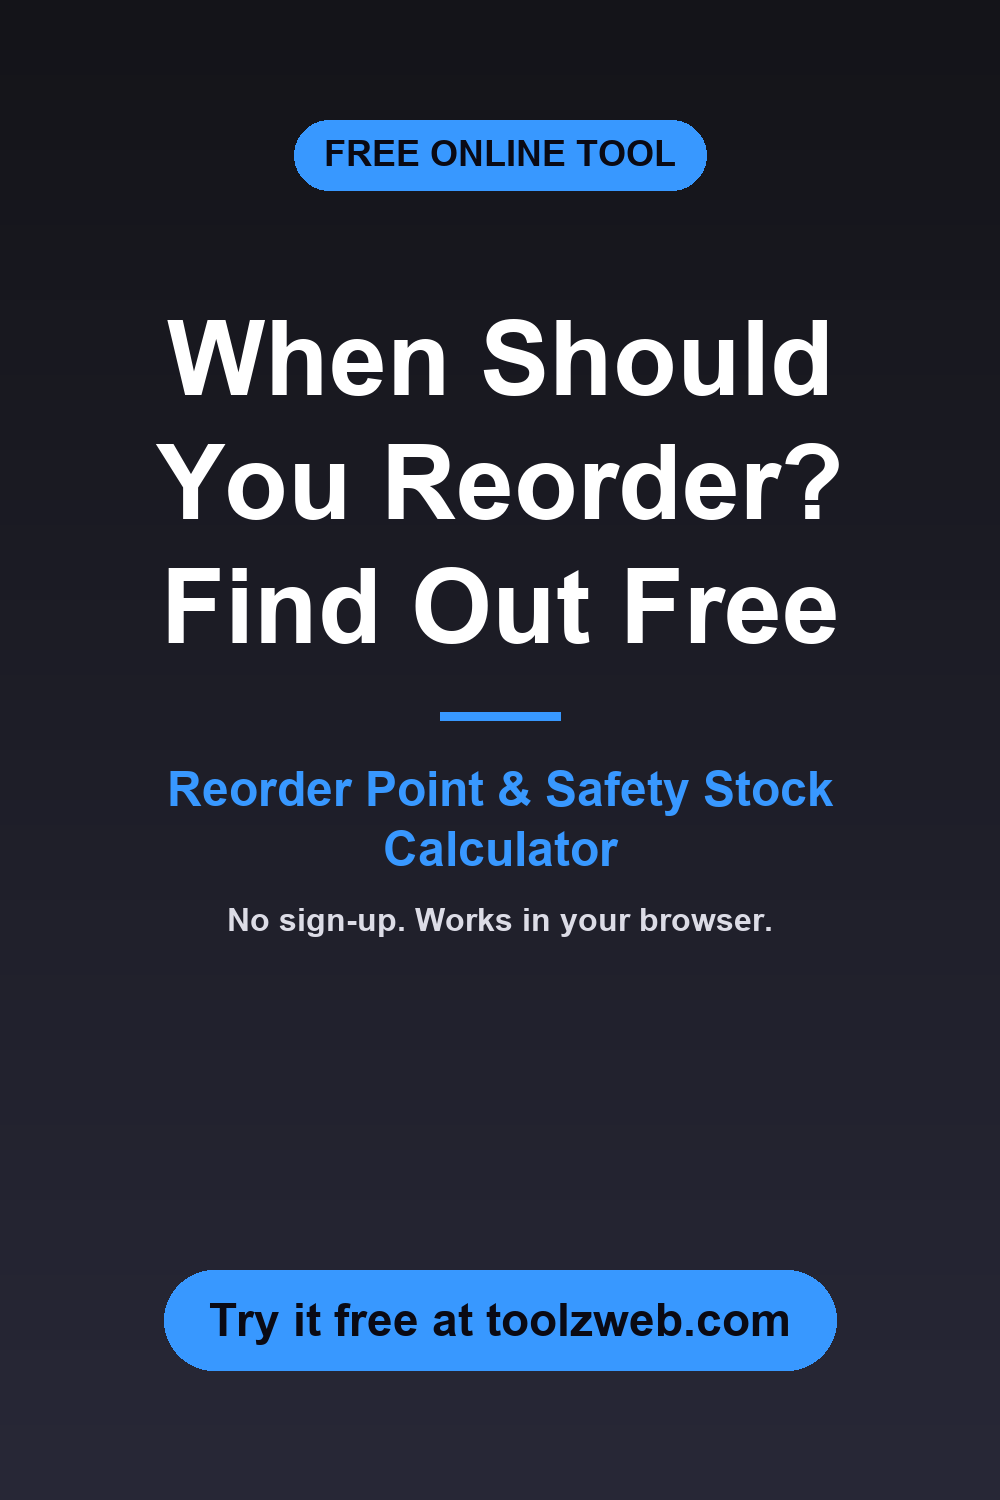 FREE ONLINE TOOL
When Should
You Reorder?
Find Out Free
Reorder Point & Safety Stock
Calculator
No sign-up. Works in your browser.
Try it free at toolzweb.com